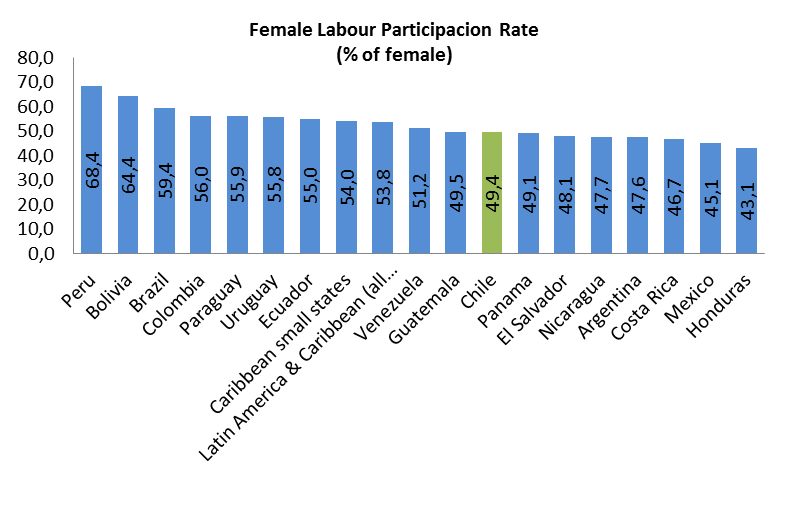 Female Labour Participacion Rate
(% of female)
80,0
70,0
60,0
50,0
40,0
30,0
20,0
10,0
0,0
68,4
64,4
59,4
56,0
55,9
55,8
55,0
54,0
53,8
51,2
49,5
49,4
49,1
48,1
47,7
47,6
46,7
45,1
43,1
Peru
Bolivia
Brazil
Colombia
Paraguay
Uruguay
Ecuador
Caribbean small states
Latin America & Caribbean (all…
Venezuela
Guatemala
Chile
Panama
El Salvador
Nicaragua
Argentina
Costa Rica
Mexico
Honduras